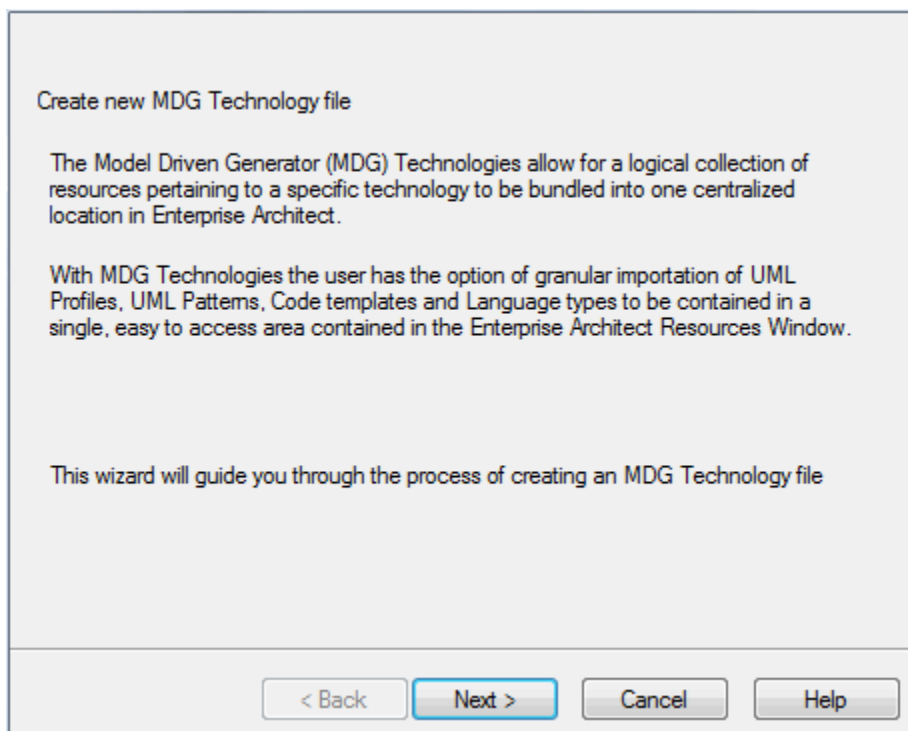 Create new MDG Technology file
The Model Driven Generator (MDG) Technologies allow for a logical collection of
resources pertaining to a specific technology to be bundled into one centralized
location in Enterprise Architect.
With MDG Technologies the user has the option of granular importation of UML
Profiles, UML Patterns, Code templates and Language types to be contained in a
single, easy to access area contained in the Enterprise Architect Resources Window.
This wizard will guide you through the process of creating an MDG Technology file
< Back Next > Cancel Help